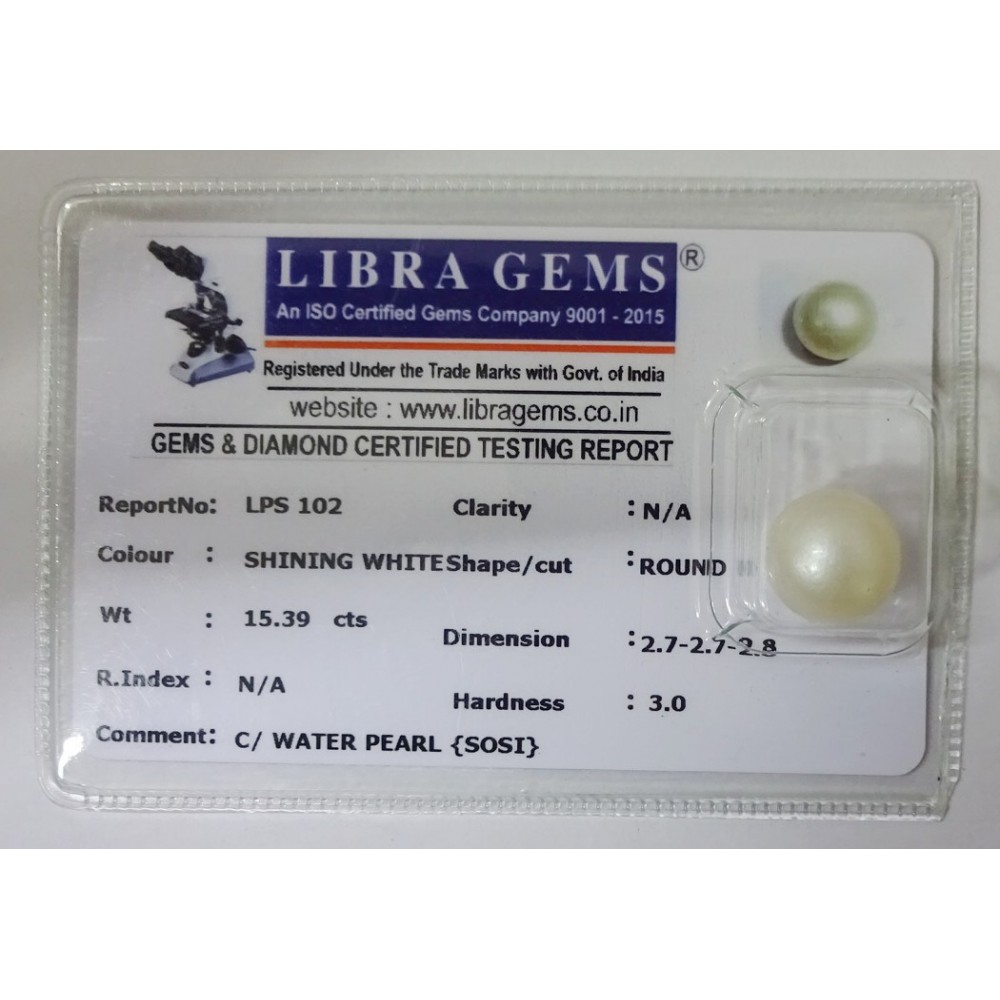 LIBRA GEMS ®
An ISO Certified Gems Company 9001 - 2015
Registered Under the Trade Marks with Govt. of India
website : www.libragems.co.in
GEMS & DIAMOND CERTIFIED TESTING REPORT
ReportNo: LPS 102 Clarity : N/A
Colour : SHINING WHITE Shape/cut : ROUND
Wt : 15.39 cts Dimension : 2.7-2.7-2.8
R.Index : N/A Hardness : 3.0
Comment: C/ WATER PEARL {SOSI}